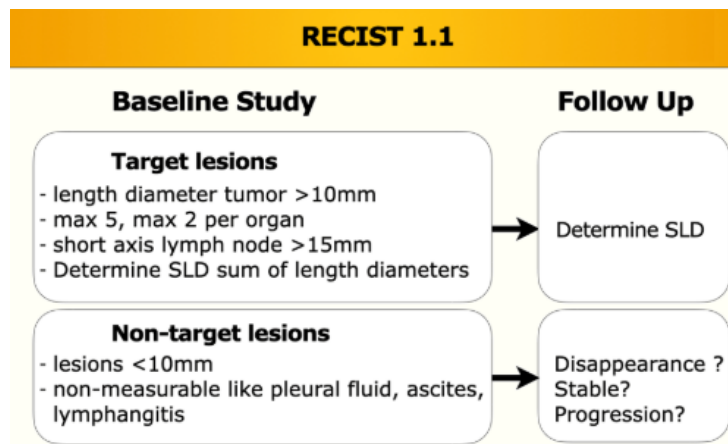 RECIST 1.1
Baseline Study
Follow Up
Target lesions
- length diameter tumor >10mm
- max 5, max 2 per organ
- short axis lymph node >15mm
- Determine SLD sum of length diameters
Determine SLD
Non-target lesions
- lesions <10mm
- non-measurable like pleural fluid, ascites,
lymphangitis
Disappearance ?
Stable?
Progression?